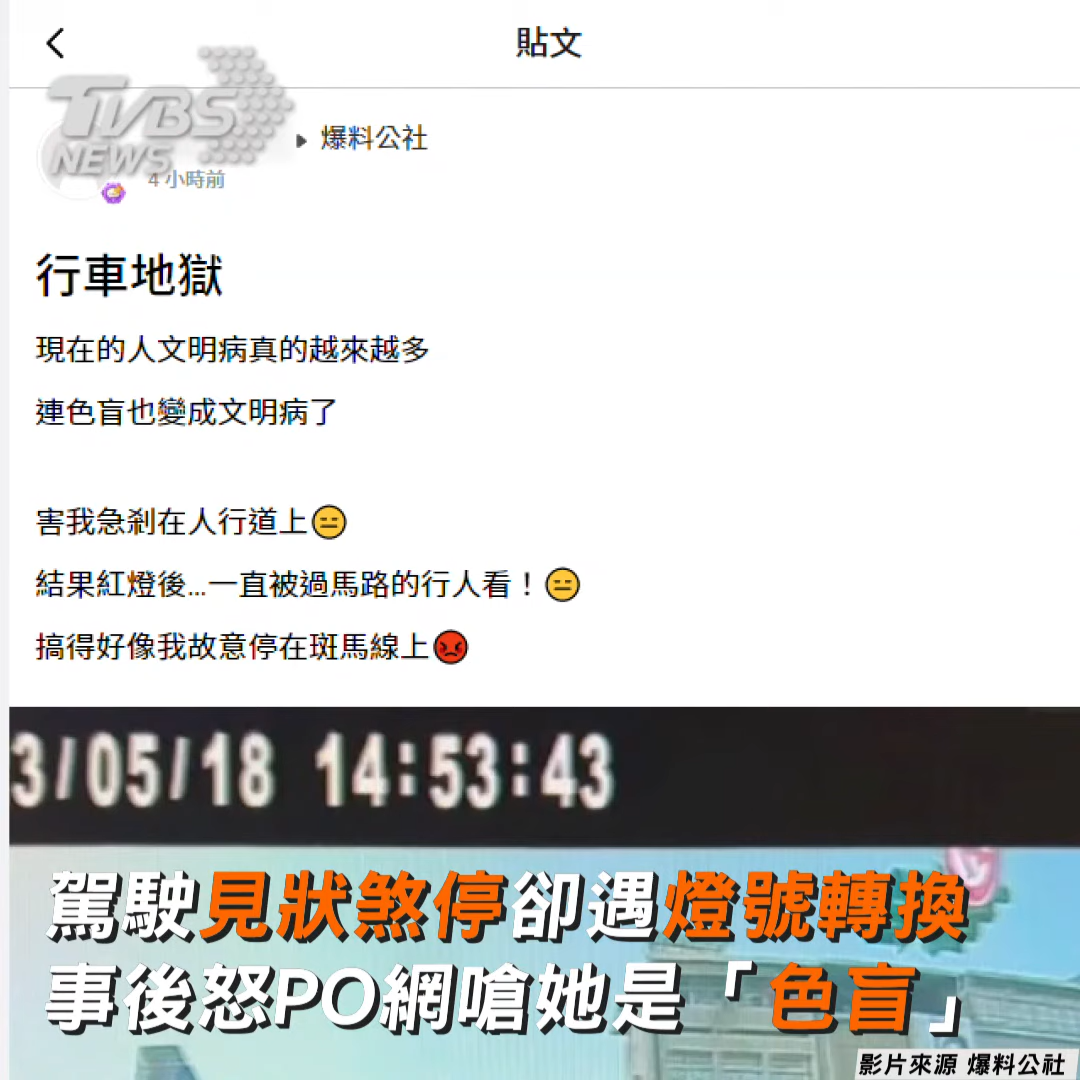 貼文
TVBS
NEWS
爆料公社
4 小時前
行車地獄
現在的人文明病真的越來越多
連色盲也變成文明病了
害我急剎在人行道上😑
結果紅燈後...一直被過馬路的行人看！😑
搞得好像我故意停在斑馬線上😡
3/05/18 14:53:43
駕駛見狀煞停卻遇燈號轉換
事後怒PO網嗆她是「色盲」
影片來源 爆料公社